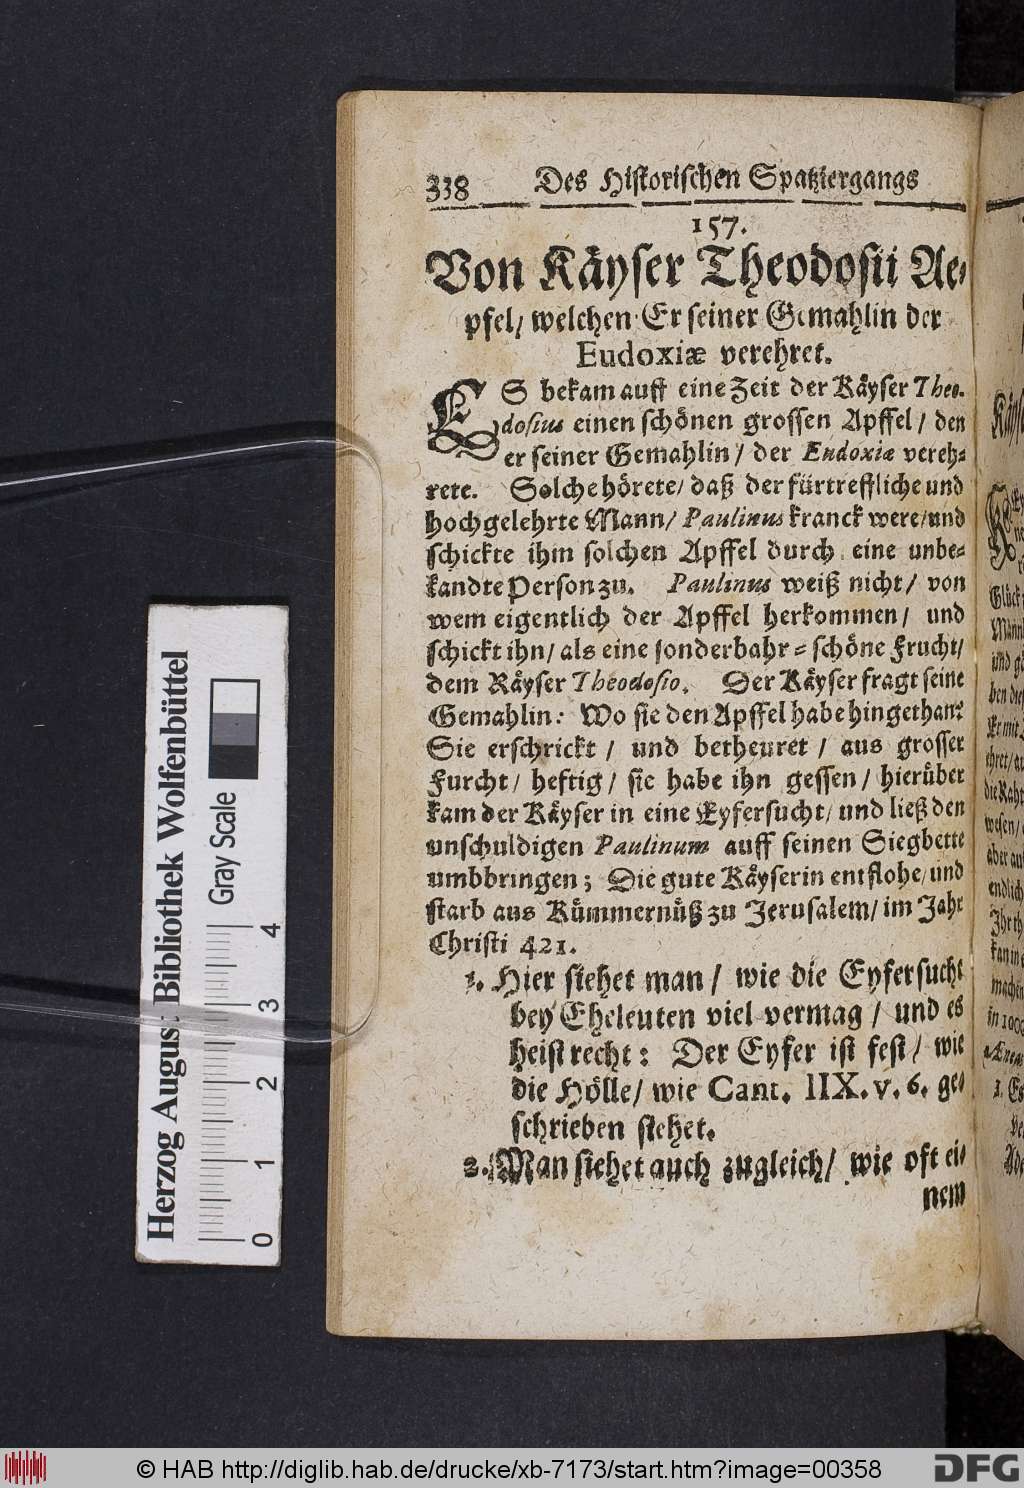 338 Des Historischen Spatziergangs
157.
Von Käyser Theodosii Ae-
pfel/ welchen Er seiner Gemahlin der
Eudoxiæ verehret.
ES bekam auff eine Zeit der Käyser Theo-
dosius einen schönen grossen Apffel/ den
er seiner Gemahlin/ der Eudoxiæ vereh-
rete. Solche hörete/ daß der fürtreffliche und
hochgelehrte Mann/ Paulinus kranck were/und
schickte ihm solchen Apffel durch eine unbe-
kandte Person zu. Paulinus weiß nicht/ von
wem eigentlich der Apffel herkommen/ und
schickt ihn/ als eine sonderbahr-schöne Frucht/
dem Käyser Theodosio. Der Käyser fragt seine
Gemahlin: Wo sie den Apffel habe hingethan?
Sie erschrickt/ und betheuret/ aus grosser
Furcht/ hefftig/ sie habe ihn gessen/ hierüber
kam der Käyser in eine Eyfersucht/ und ließ den
unschuldigen Paulinum auff seinen Siegbette
umbbringen; Die gute Käyserin entflohe/und
starb aus Kümmernüß zu Jerusalem/ im Jahr
Christi 421.
1. Hier siehet man/ wie die Eyfersucht
bey Eheleuten viel vermag/ und es
heist recht: Der Eyfer ist fest/ wie
die Hölle/ wie Cant. IIX. v. 6. ge-
schrieben stehet.
2. Man siehet auch zugleich/ wie oft ei-
nem
Herzog August Bibliothek Wolfenbüttel
Gray Scale
0 1 2 3 4
© HAB http://diglib.hab.de/drucke/xb-7173/start.htm?image=00358
DFG